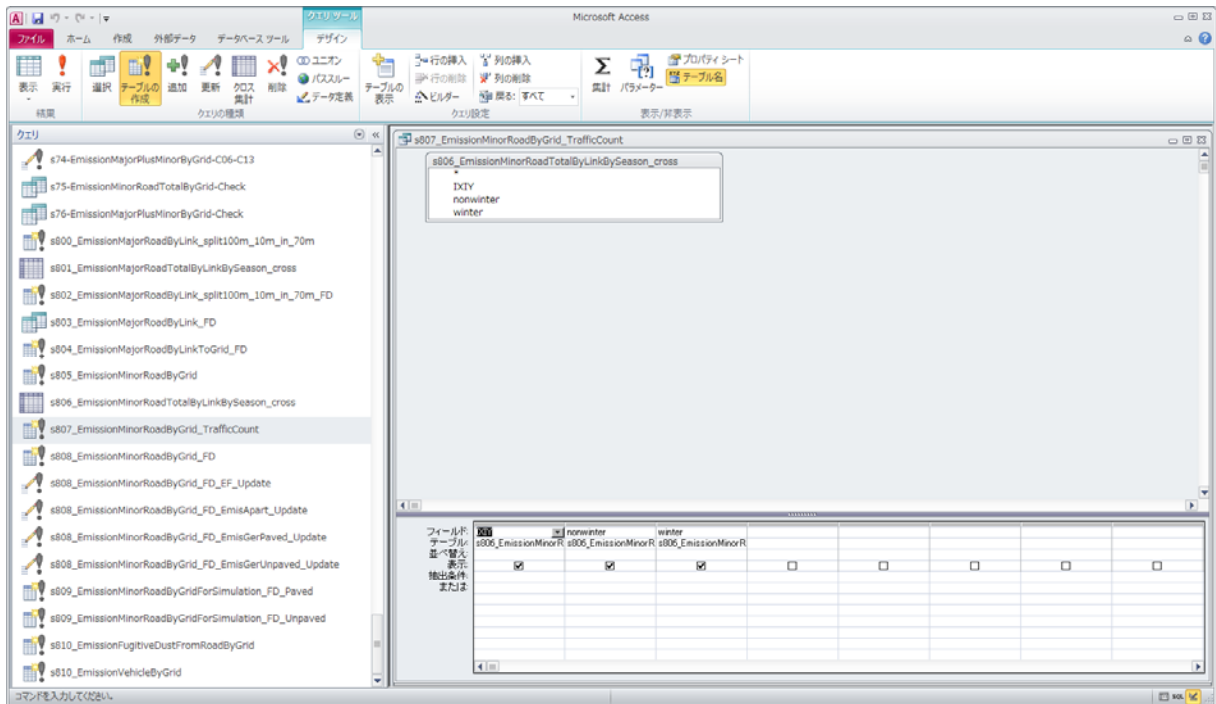 クエリ ツール
Microsoft Access
ファイル ホーム 作成 外部データ データベース ツール デザイン
表示 実行 選択 テーブルの作成 追加 更新 クロス集計 削除
ユニオン
パススルー
データ定義
テーブルの表示
行の挿入
行の削除
ビルダー
列の挿入
列の削除
戻る: すべて
集計 パラメーター
プロパティ シート
テーブル名
結果 クエリの種類 クエリ設定 表示/非表示
クエリ
s74-EmissionMajorPlusMinorByGrid-C06-C13
s75-EmissionMinorRoadTotalByGrid-Check
s76-EmissionMajorPlusMinorByGrid-Check
s800_EmissionMajorRoadByLink_split100m_10m_in_70m
s801_EmissionMajorRoadTotalByLinkBySeason_cross
s802_EmissionMajorRoadByLink_split100m_10m_in_70m_FD
s803_EmissionMajorRoadByLink_FD
s804_EmissionMajorRoadByLinkToGrid_FD
s805_EmissionMinorRoadByGrid
s806_EmissionMinorRoadTotalByLinkBySeason_cross
s807_EmissionMinorRoadByGrid_TrafficCount
s808_EmissionMinorRoadByGrid_FD
s808_EmissionMinorRoadByGrid_FD_EF_Update
s808_EmissionMinorRoadByGrid_FD_EmisApart_Update
s808_EmissionMinorRoadByGrid_FD_EmisGerPaved_Update
s808_EmissionMinorRoadByGrid_FD_EmisGerUnpaved_Update
s809_EmissionMinorRoadByGridForSimulation_FD_Paved
s809_EmissionMinorRoadByGridForSimulation_FD_Unpaved
s810_EmissionFugitiveDustFromRoadByGrid
s810_EmissionVehicleByGrid
s807_EmissionMinorRoadByGrid_TrafficCount
s806_EmissionMinorRoadTotalByLinkBySeason_cross
*
IXIY
nonwinter
winter
フィールド: IXIY nonwinter winter
テーブル: s806_EmissionMinorR s806_EmissionMinorR s806_EmissionMinorR
並べ替え:
表示:
抽出条件:
または:
コマンドを入力してください。
SQL